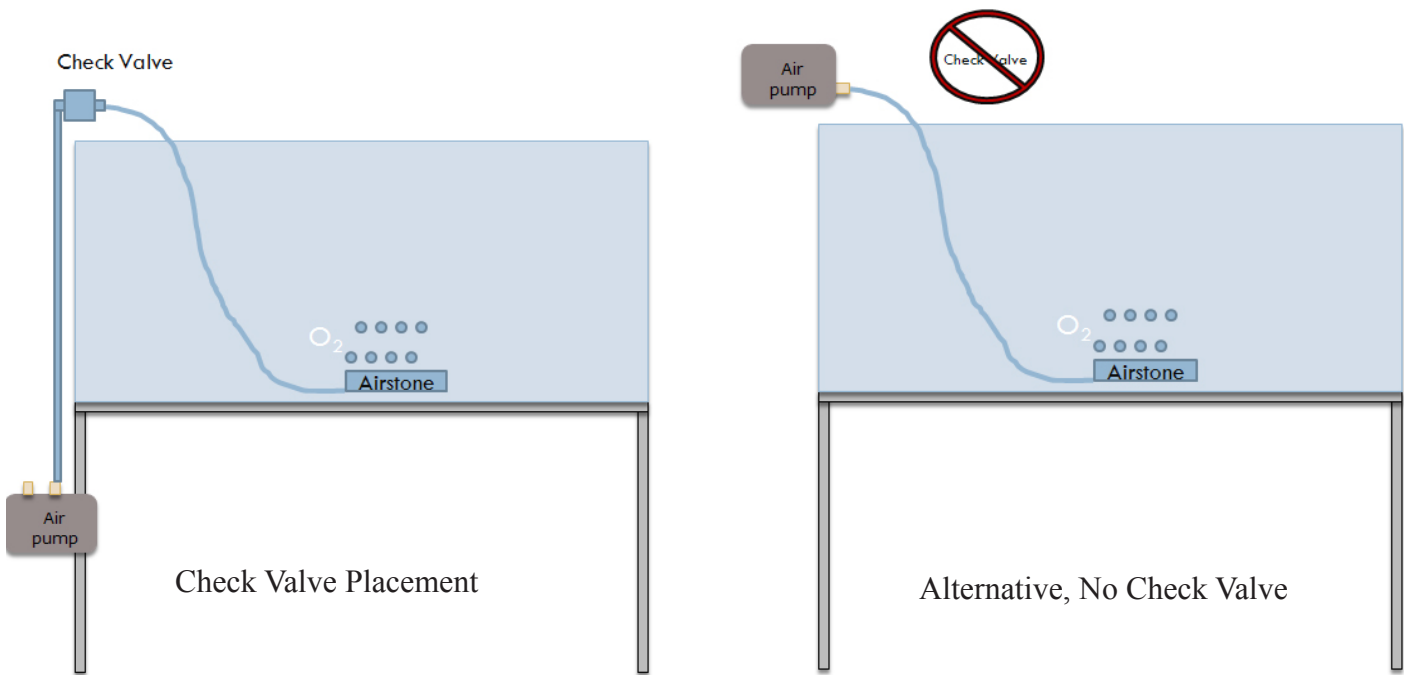 Check Valve
O2
Airstone
Air
pump
Check Valve Placement
Check Valve
Air
pump
O2
Airstone
Alternative, No Check Valve